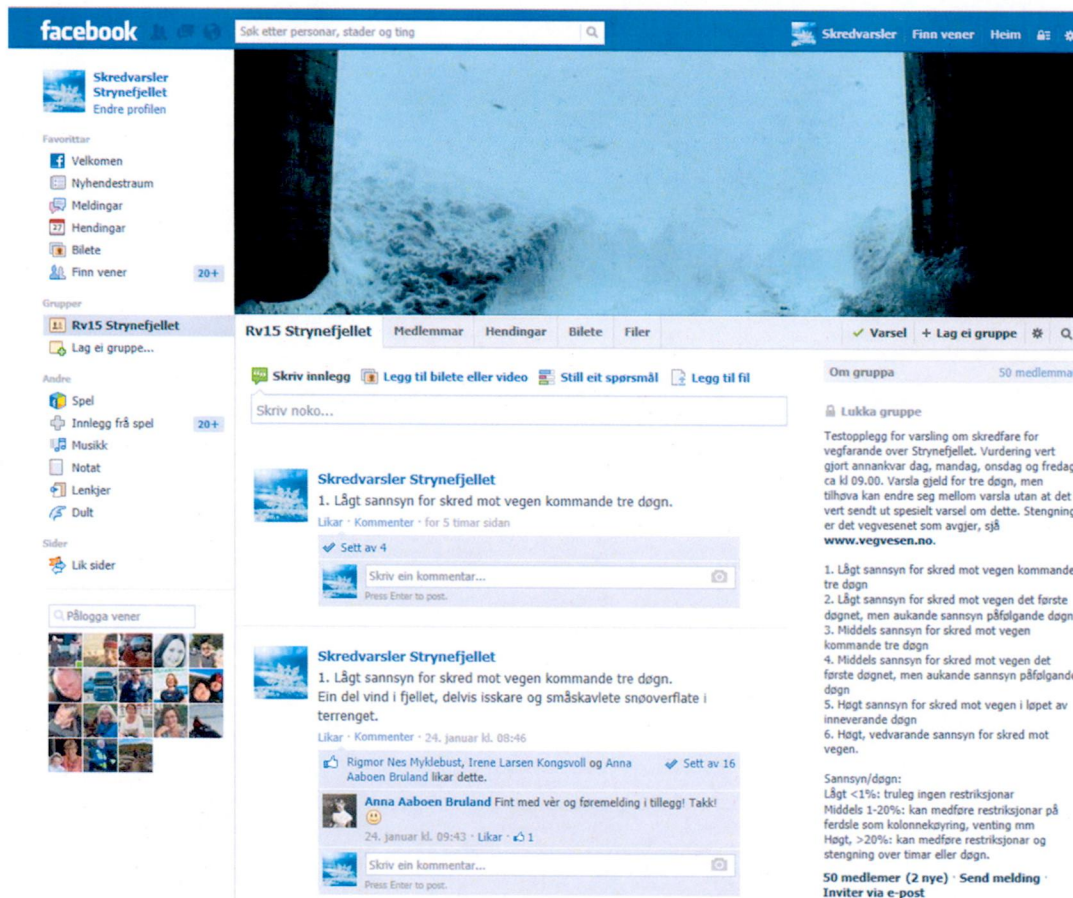 facebook
Søk etter personar, stader og ting
Skredvarsler Finn vener Heim
Skredvarsler
Strynefjellet
Endre profilen
Favorittar
Velkomen
Nyhendestraum
Meldingar
27 Hendingar
Bilete
Finn vener 20+
Grupper
Rv15 Strynefjellet
Lag ei gruppe...
Andre
Spel
Innlegg frå spel 20+
Musikk
Notat
Lenkjer
Dult
Sider
Lik sider
Pålogga vener
Rv15 Strynefjellet Medlemmar Hendingar Bilete Filer
Varsel + Lag ei gruppe
Skriv innlegg Legg til bilete eller video Still eit spørsmål Legg til fil
Skriv noko...
Skredvarsler Strynefjellet
1. Lågt sannsyn for skred mot vegen kommande tre døgn.
Likar · Kommenter · for 5 timar sidan
Sett av 4
Skriv ein kommentar...
Press Enter to post.
Skredvarsler Strynefjellet
1. Lågt sannsyn for skred mot vegen kommande tre døgn.
Ein del vind i fjellet, delvis isskare og småskavlete snøoverflate i
terrenget.
Likar · Kommenter · 24. januar kl. 08:46
Rigmor Nes Myklebust, Irene Larsen Kongsvoll og Anna
Aaboen Bruland likar dette.
Sett av 16
Anna Aaboen Bruland Fint med vèr og føremelding i tillegg! Takk!
24. januar kl. 09:43 · Likar · 1
Skriv ein kommentar...
Press Enter to post.
Om gruppa 50 medlemmar
Lukka gruppe
Testopplegg for varsling om skredfare for
vegfarande over Strynefjellet. Vurdering vert
gjort annankvar dag, mandag, onsdag og fredag
ca kl 09.00. Varsla gjeld for tre døgn, men
tilhøva kan endre seg mellom varsla utan at det
vert sendt ut spesielt varsel om dette. Stengning
er det vegvesenet som avgjer, sjå
www.vegvesen.no.
1. Lågt sannsyn for skred mot vegen kommande
tre døgn
2. Lågt sannsyn for skred mot vegen det første
døgnet, men aukande sannsyn påfølgande døgn
3. Middels sannsyn for skred mot vegen
kommande tre døgn
4. Middels sannsyn for skred mot vegen det
første døgnet, men aukande sannsyn påfølgande
døgn
5. Høgt sannsyn for skred mot vegen i løpet av
inneverande døgn
6. Høgt, vedvarande sannsyn for skred mot
vegen.
Sannsyn/døgn:
Lågt <1%: truleg ingen restriksjonar
Middels 1-20%: kan medføre restriksjonar på
ferdsle som kolonnekøyring, venting mm
Høgt, >20%: kan medføre restriksjonar og
stengning over timar eller døgn.
50 medlemer (2 nye) · Send melding ·
Inviter via e-post